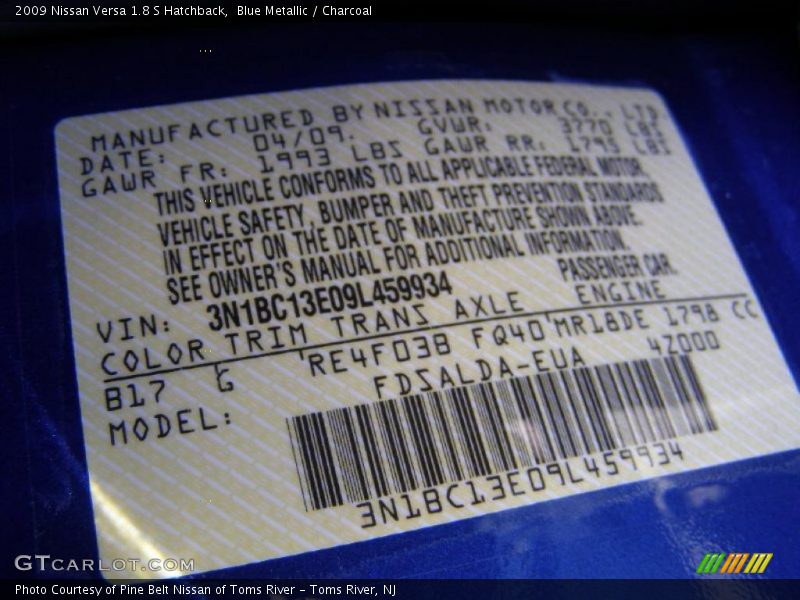 2009 Nissan Versa 1.8 S Hatchback,  Blue Metallic / Charcoal
MANUFACTURED BY NISSAN MOTOR CO., LTD
DATE: 04/09. GVWR: 3770 LBS
GAWR FR: 1993 LBS GAWR RR: 1795 LBS
THIS VEHICLE CONFORMS TO ALL APPLICABLE FEDERAL MOTOR
VEHICLE SAFETY, BUMPER AND THEFT PREVENTION STANDARDS
IN EFFECT ON THE DATE OF MANUFACTURE SHOWN ABOVE.
SEE OWNER'S MANUAL FOR ADDITIONAL INFORMATION.
VIN: 3N1BC13E09L459934 PASSENGER CAR.
COLOR TRIM TRANS AXLE ENGINE
B17 G RE4F03B FQ40 MR18DE 1798 CC
MODEL: FDSALDA-EUA 4Z000
3N1BC13E09L459934
GTCARLOT.COM
Photo Courtesy of Pine Belt Nissan of Toms River – Toms River, NJ